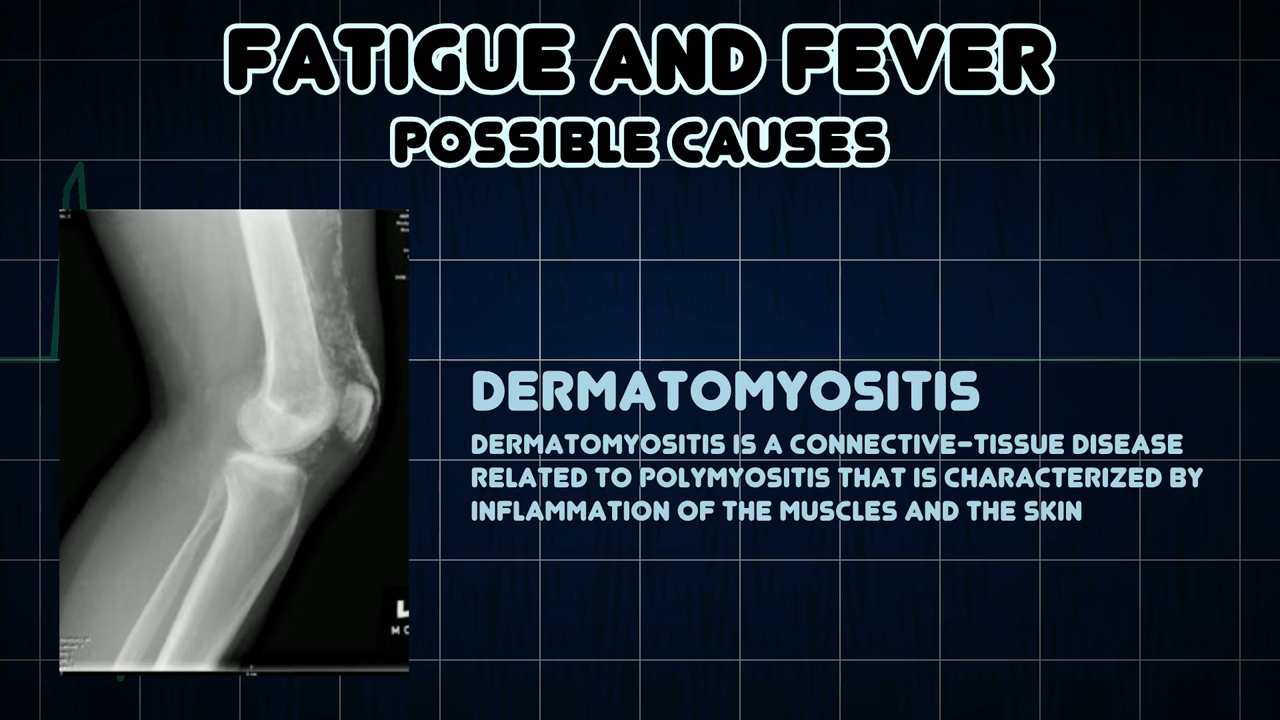 FATIGUE AND FEVER
POSSIBLE CAUSES
DERMATOMYOSITIS
DERMATOMYOSITIS IS A CONNECTIVE-TISSUE DISEASE
RELATED TO POLYMYOSITIS THAT IS CHARACTERIZED BY
INFLAMMATION OF THE MUSCLES AND THE SKIN
L